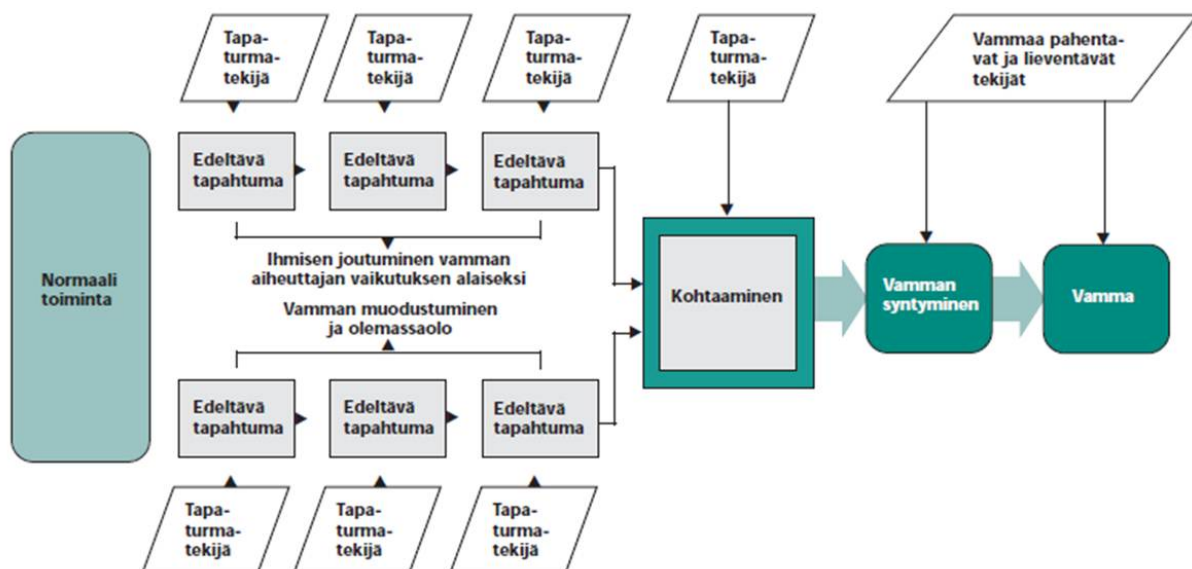 Tapa-
turma-
tekijä
Tapa-
turma-
tekijä
Tapa-
turma-
tekijä
Tapa-
turma-
tekijä
Vammaa pahenta-
vat ja lieventävät
tekijät
Normaali
toiminta
Edeltävä
tapahtuma
Edeltävä
tapahtuma
Edeltävä
tapahtuma
Ihmisen joutuminen vamman
aiheuttajan vaikutuksen alaiseksi
Vamman muodostuminen
ja olemassaolo
Kohtaaminen
Vamman
syntyminen
Vamma
Edeltävä
tapahtuma
Edeltävä
tapahtuma
Edeltävä
tapahtuma
Tapa-
turma-
tekijä
Tapa-
turma-
tekijä
Tapa-
turma-
tekijä